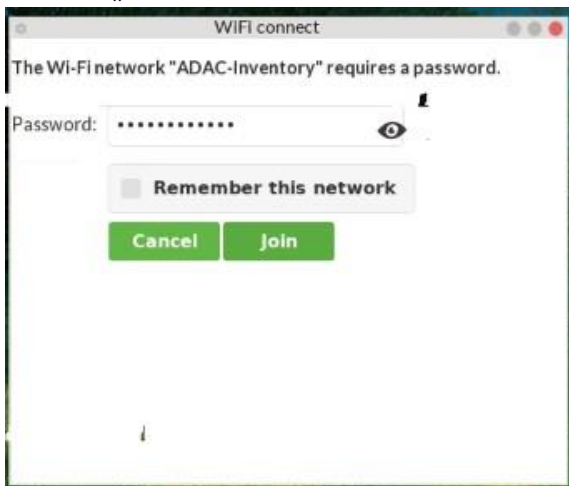 WiFi connect
The Wi-Fi network "ADAC-Inventory" requires a password.
Password: ••••••••••••
Remember this network
Cancel Join